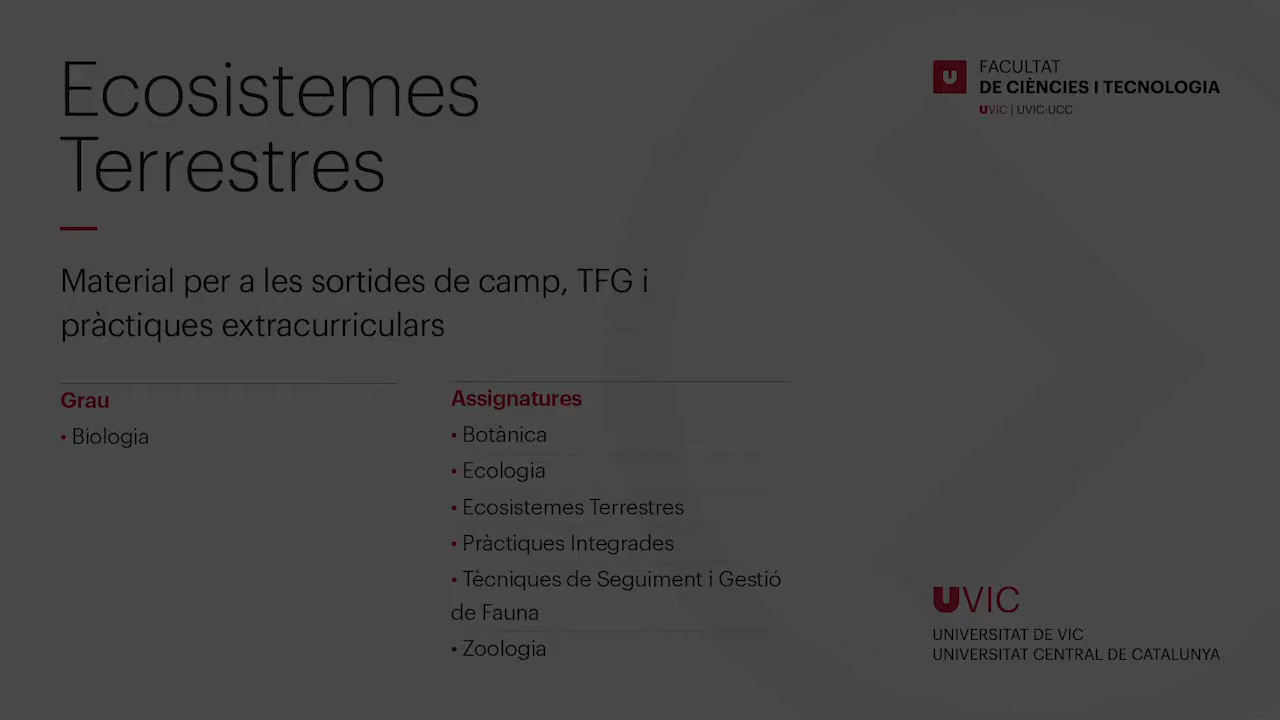 Ecosistemes
Terrestres
FACULTAT
DE CIÈNCIES I TECNOLOGIA
UVIC | UVIC·UCC
Material per a les sortides de camp, TFG i
pràctiques extracurriculars
Grau
• Biologia
Assignatures
• Botànica
• Ecologia
• Ecosistemes Terrestres
• Pràctiques Integrades
• Tècniques de Seguiment i Gestió
de Fauna
• Zoologia
UVIC
UNIVERSITAT DE VIC
UNIVERSITAT CENTRAL DE CATALUNYA